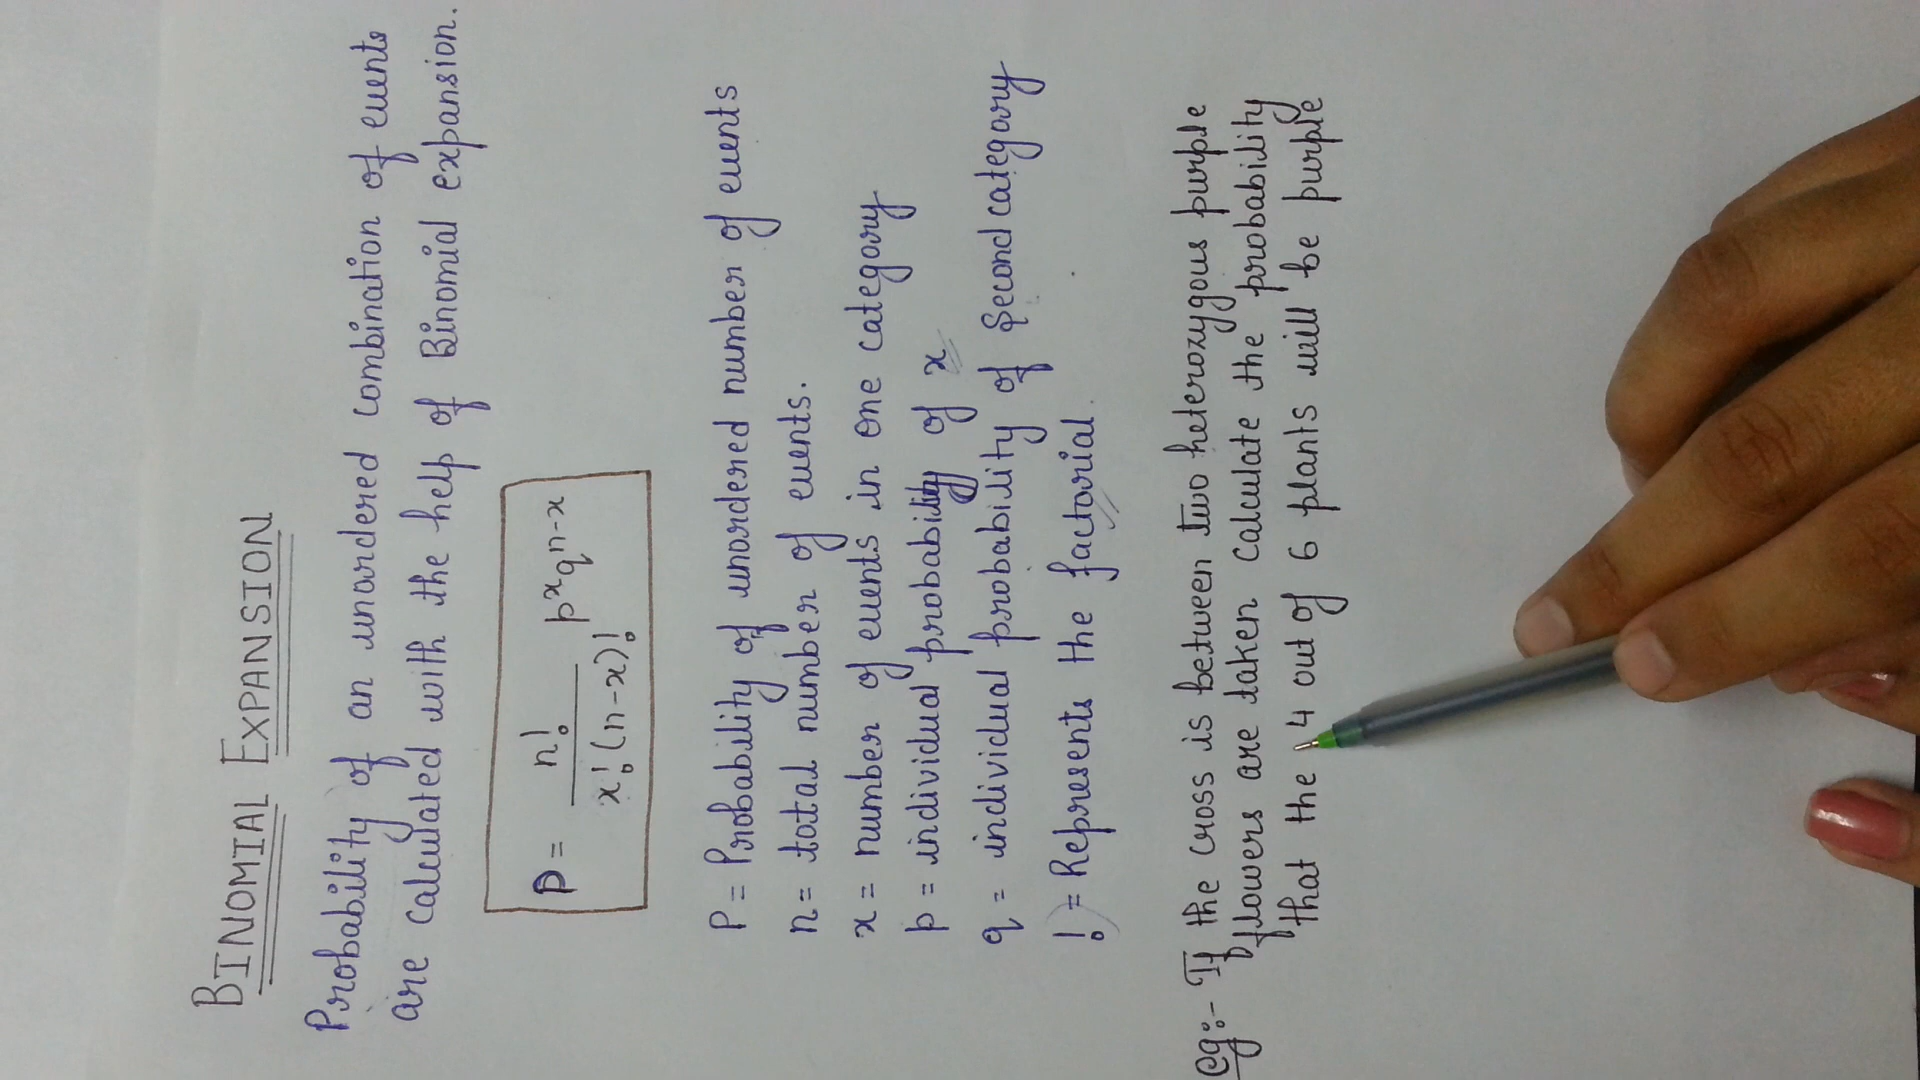 BINOMIAL EXPANSION
Probability of an unordered combination of events
are calculated with the help of Binomial expansion.
P = n! / x! (n-x)! p^x q^n-x
P = Probability of unordered number of events
n = total number of events.
x = number of events in one category
p = individual probability of x
q = individual probability of second category
! = Represents the factorial.
eg:- If the cross is between two heterozygous purple
flowers are taken calculate the probability
that the 4 out of 6 plants will be purple